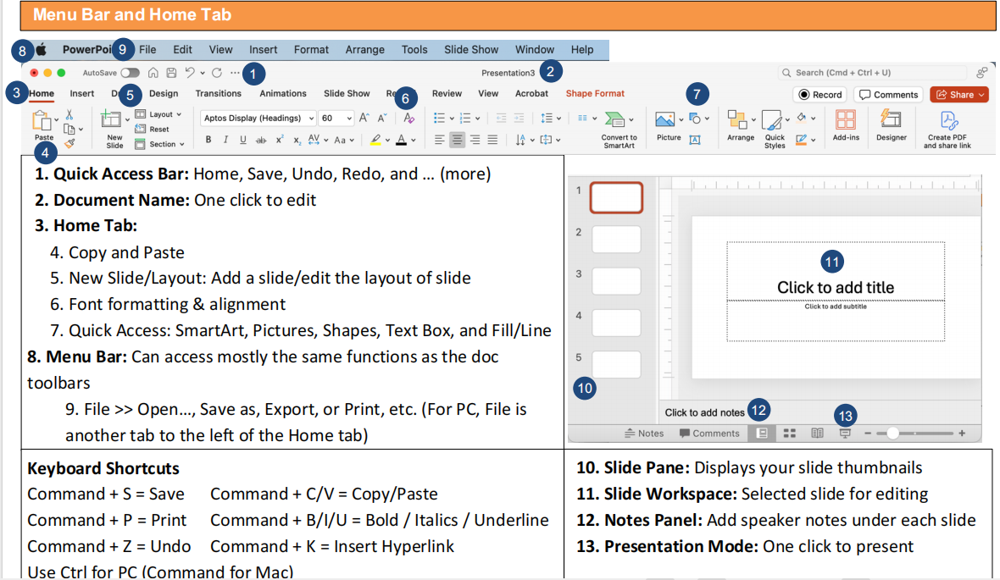 Menu Bar and Home Tab
8 PowerPoi 9 File Edit View Insert Format Arrange Tools Slide Show Window Help
AutoSave ... 1 Presentation3 2 Search (Cmd + Ctrl + U)
3 Home Insert D 5 Design Transitions Animations Slide Show Re 6 Review View Acrobat Shape Format 7 Record Comments Share
Paste New Slide Layout Reset Section Aptos Display (Headings) 60 Convert to SmartArt Picture Arrange Quick Styles Add-ins Designer Create PDF and share link
4
1. Quick Access Bar: Home, Save, Undo, Redo, and ... (more)
2. Document Name: One click to edit
3. Home Tab:
4. Copy and Paste
5. New Slide/Layout: Add a slide/edit the layout of slide
6. Font formatting & alignment
7. Quick Access: SmartArt, Pictures, Shapes, Text Box, and Fill/Line
8. Menu Bar: Can access mostly the same functions as the doc
toolbars
9. File >> Open..., Save as, Export, or Print, etc. (For PC, File is
another tab to the left of the Home tab)
1
2
3
4
5
10
11
Click to add title
Click to add subtitle
Click to add notes 12
13
Notes Comments
Keyboard Shortcuts
Command + S = Save Command + C/V = Copy/Paste
Command + P = Print Command + B/I/U = Bold / Italics / Underline
Command + Z = Undo Command + K = Insert Hyperlink
Use Ctrl for PC (Command for Mac)
10. Slide Pane: Displays your slide thumbnails
11. Slide Workspace: Selected slide for editing
12. Notes Panel: Add speaker notes under each slide
13. Presentation Mode: One click to present